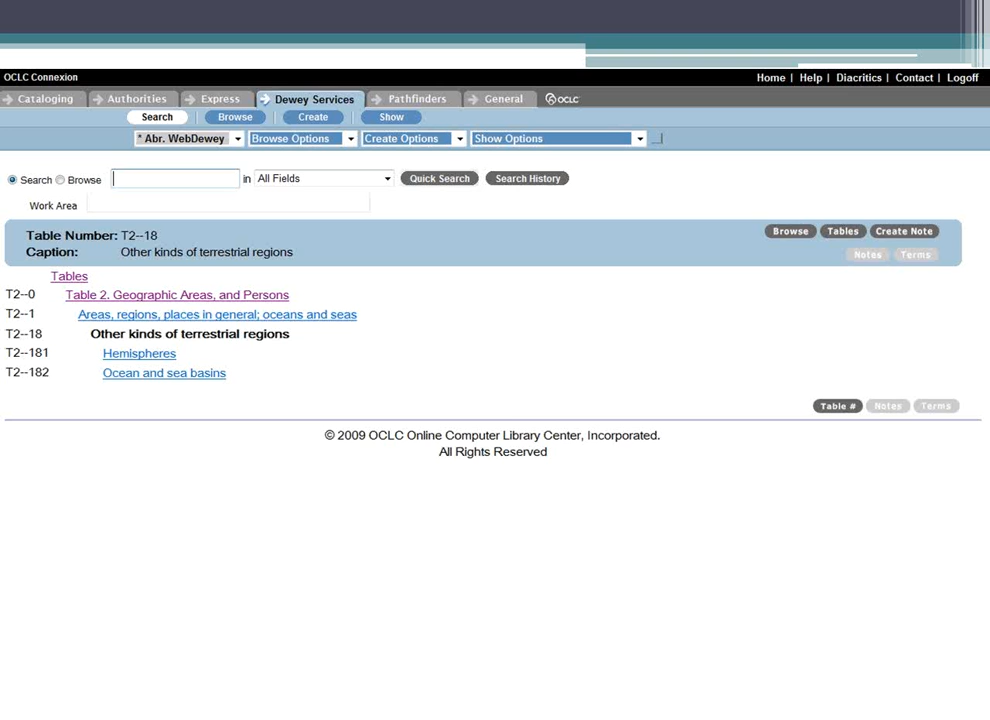 OCLC Connexion Home | Help | Diacritics | Contact | Logoff
Cataloging Authorities Express Dewey Services Pathfinders General OCLC
Search Browse Create Show
* Abr. WebDewey Browse Options Create Options Show Options
Search Browse in All Fields Quick Search Search History
Work Area
Table Number: T2--18 Browse Tables Create Note
Caption: Other kinds of terrestrial regions Notes Terms
Tables
T2--0 Table 2. Geographic Areas, and Persons
T2--1 Areas, regions, places in general; oceans and seas
T2--18 Other kinds of terrestrial regions
T2--181 Hemispheres
T2--182 Ocean and sea basins
Table # Notes Terms
© 2009 OCLC Online Computer Library Center, Incorporated.
All Rights Reserved